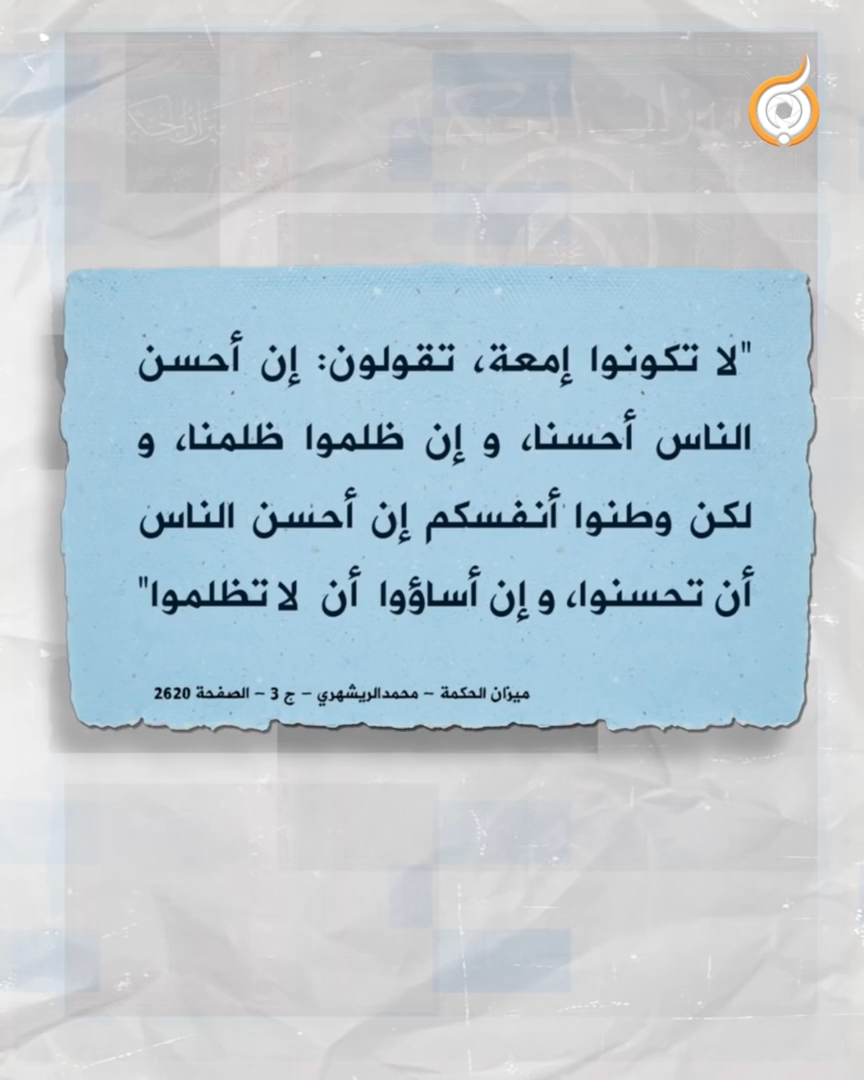 "لا تكونوا إمعة، تقولون: إن أحسن
الناس أحسنا، و إن ظلموا ظلمنا، و
لكن وطنوا أنفسكم إن أحسن الناس
أن تحسنوا، و إن أساؤوا أن لا تظلموا"
ميزان الحكمة – محمدالريشهري – ج 3 – الصفحة 2620